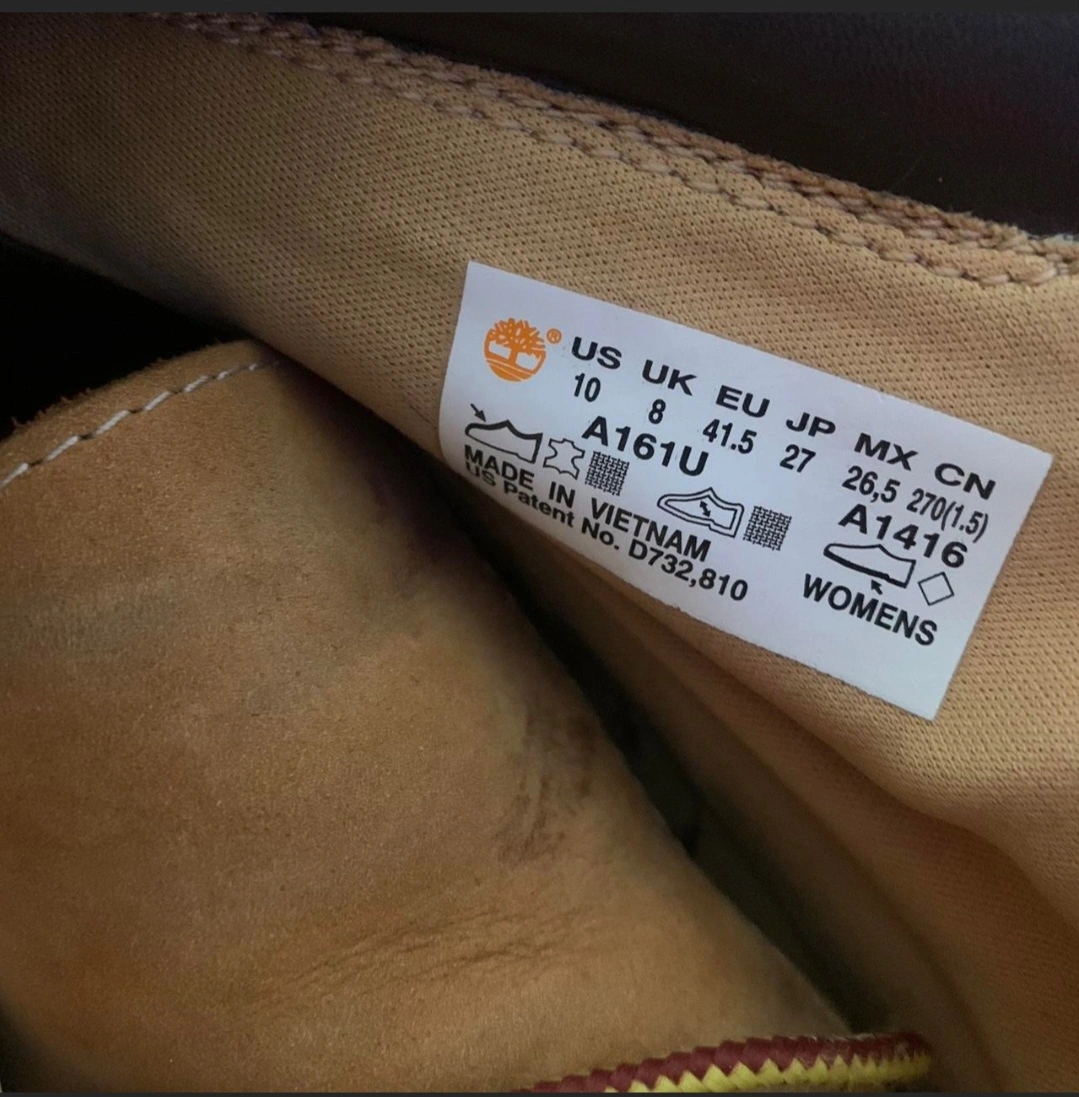 ® US UK EU JP MX CN
10 8 41.5 27 26,5 270(1.5)
A161U A1416
MADE IN VIETNAM
US Patent No. D732,810
WOMENS